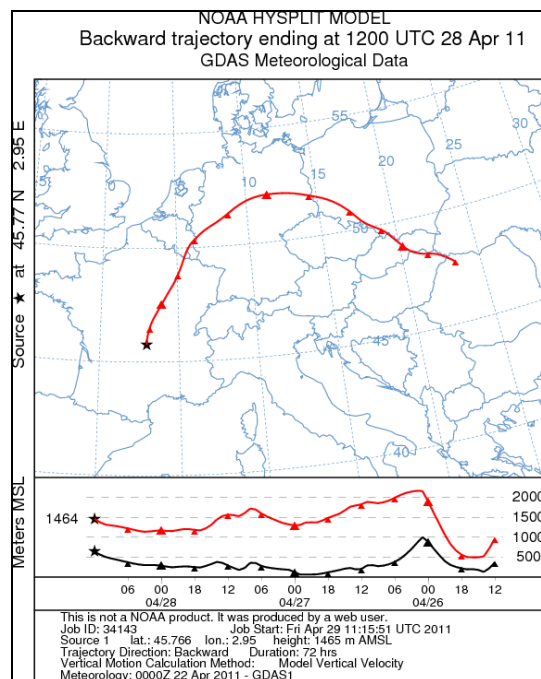 NOAA HYSPLIT MODEL
Backward trajectory ending at 1200 UTC 28 Apr 11
GDAS Meteorological Data
Source ★ at 45.77 N 2.95 E
5
0
5
10
15
20
25
30
55
50
45
40
Meters MSL
1464
2000
1500
1000
500
06 00 18 12 06 00 18 12 06 00 18 12
04/28 04/27 04/26
This is not a NOAA product. It was produced by a web user.
Job ID: 34143 Job Start: Fri Apr 29 11:15:51 UTC 2011
Source 1 lat.: 45.766 lon.: 2.95 height: 1465 m AMSL
Trajectory Direction: Backward Duration: 72 hrs
Vertical Motion Calculation Method: Model Vertical Velocity
Meteorology: 0000Z 22 Apr 2011 - GDAS1